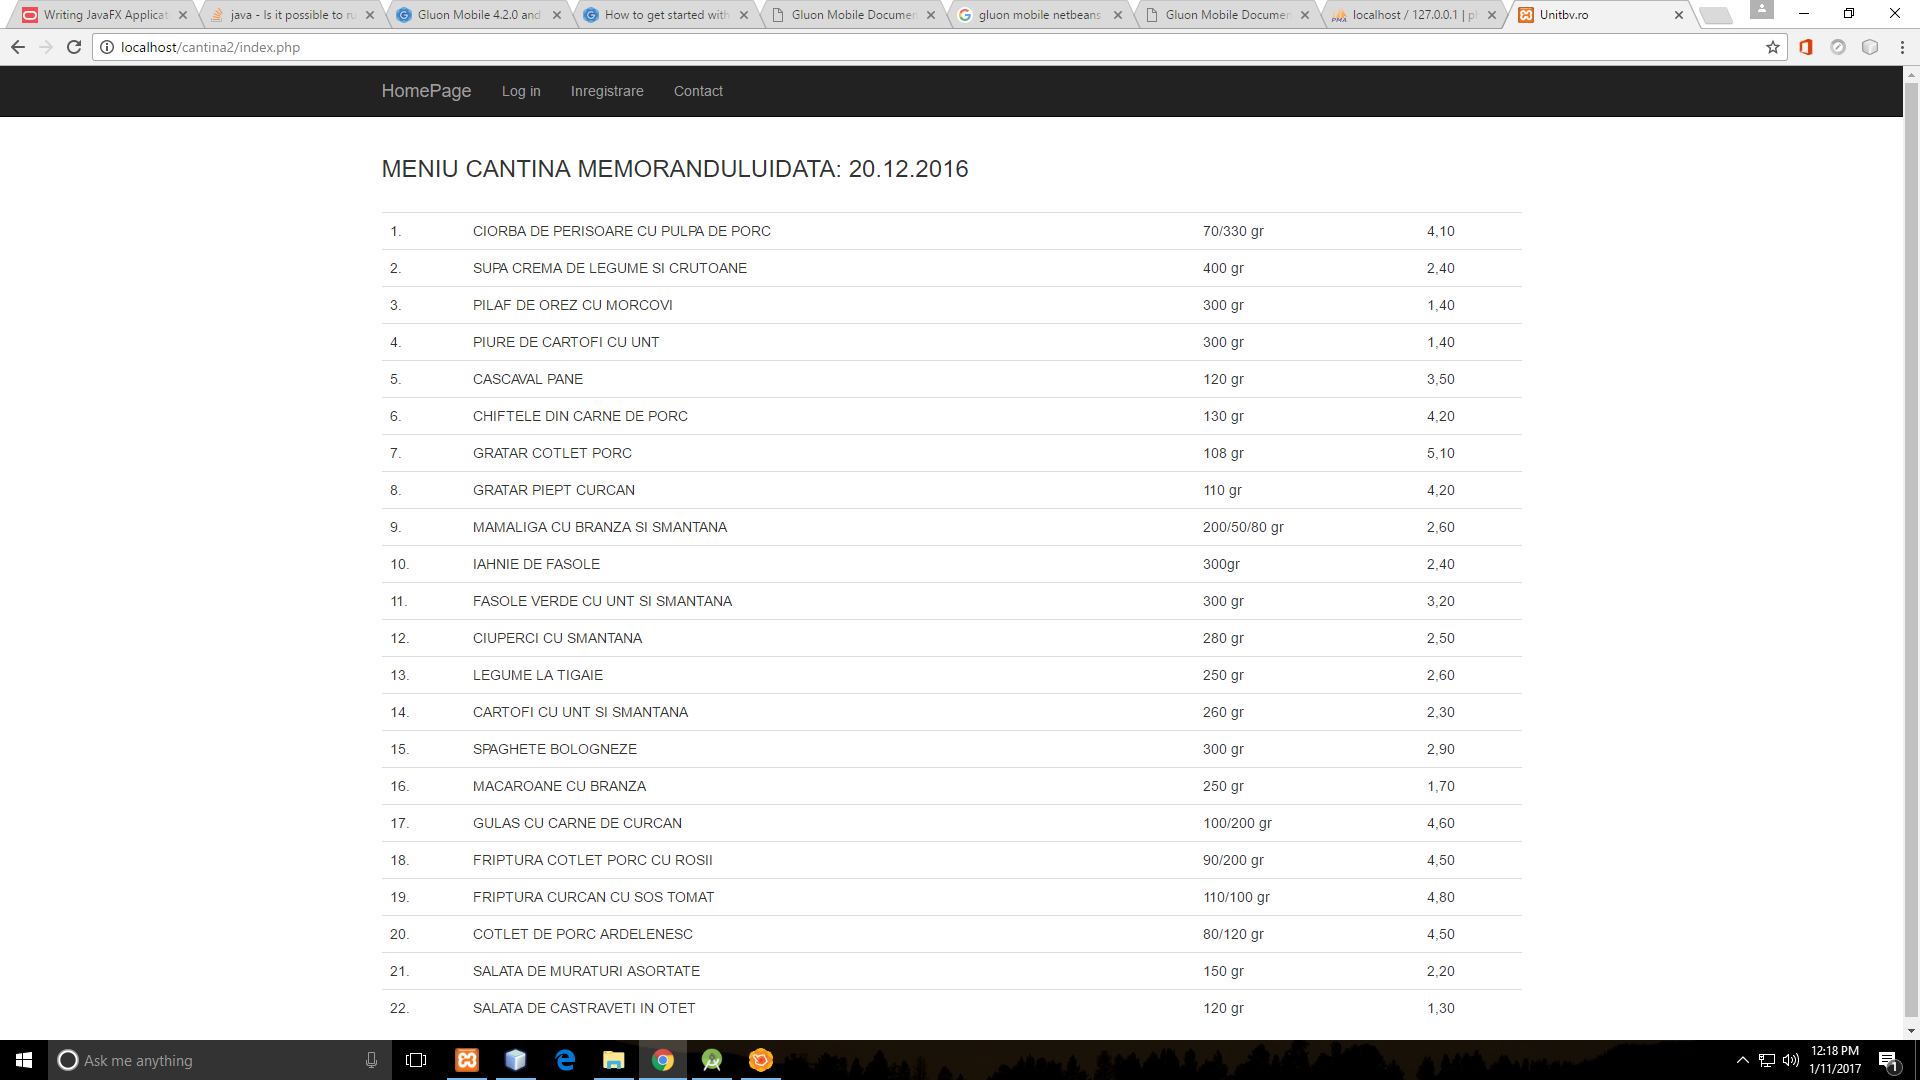 Writing JavaFX Applicat
java - Is it possible to ru
Gluon Mobile 4.2.0 and
How to get started with
Gluon Mobile Documen
gluon mobile netbeans
Gluon Mobile Documen
localhost / 127.0.0.1 | ph
Unitbv.ro
localhost/cantina2/index.php
HomePage Log in Inregistrare Contact
MENIU CANTINA MEMORANDULUIDATA: 20.12.2016
1. CIORBA DE PERISOARE CU PULPA DE PORC 70/330 gr 4,10
2. SUPA CREMA DE LEGUME SI CRUTOANE 400 gr 2,40
3. PILAF DE OREZ CU MORCOVI 300 gr 1,40
4. PIURE DE CARTOFI CU UNT 300 gr 1,40
5. CASCAVAL PANE 120 gr 3,50
6. CHIFTELE DIN CARNE DE PORC 130 gr 4,20
7. GRATAR COTLET PORC 108 gr 5,10
8. GRATAR PIEPT CURCAN 110 gr 4,20
9. MAMALIGA CU BRANZA SI SMANTANA 200/50/80 gr 2,60
10. IAHNIE DE FASOLE 300gr 2,40
11. FASOLE VERDE CU UNT SI SMANTANA 300 gr 3,20
12. CIUPERCI CU SMANTANA 280 gr 2,50
13. LEGUME LA TIGAIE 250 gr 2,60
14. CARTOFI CU UNT SI SMANTANA 260 gr 2,30
15. SPAGHETE BOLOGNEZE 300 gr 2,90
16. MACAROANE CU BRANZA 250 gr 1,70
17. GULAS CU CARNE DE CURCAN 100/200 gr 4,60
18. FRIPTURA COTLET PORC CU ROSII 90/200 gr 4,50
19. FRIPTURA CURCAN CU SOS TOMAT 110/100 gr 4,80
20. COTLET DE PORC ARDELENESC 80/120 gr 4,50
21. SALATA DE MURATURI ASORTATE 150 gr 2,20
22. SALATA DE CASTRAVETI IN OTET 120 gr 1,30
Ask me anything
12:18 PM
1/11/2017
1